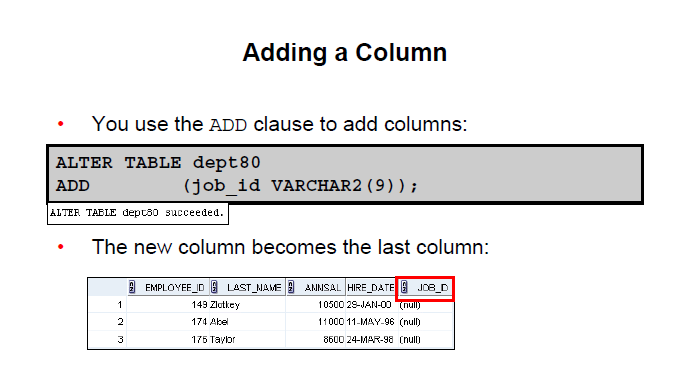 Adding a Column
• You use the ADD clause to add columns:
ALTER TABLE dept80
ADD (job_id VARCHAR2(9));
ALTER TABLE dept80 succeeded.
• The new column becomes the last column:
EMPLOYEE_ID LAST_NAME ANNSAL HIRE_DATE JOB_ID
1 149 Zlotkey 10500 29-JAN-00 (null)
2 174 Abel 11000 11-MAY-96 (null)
3 176 Taylor 8600 24-MAR-98 (null)